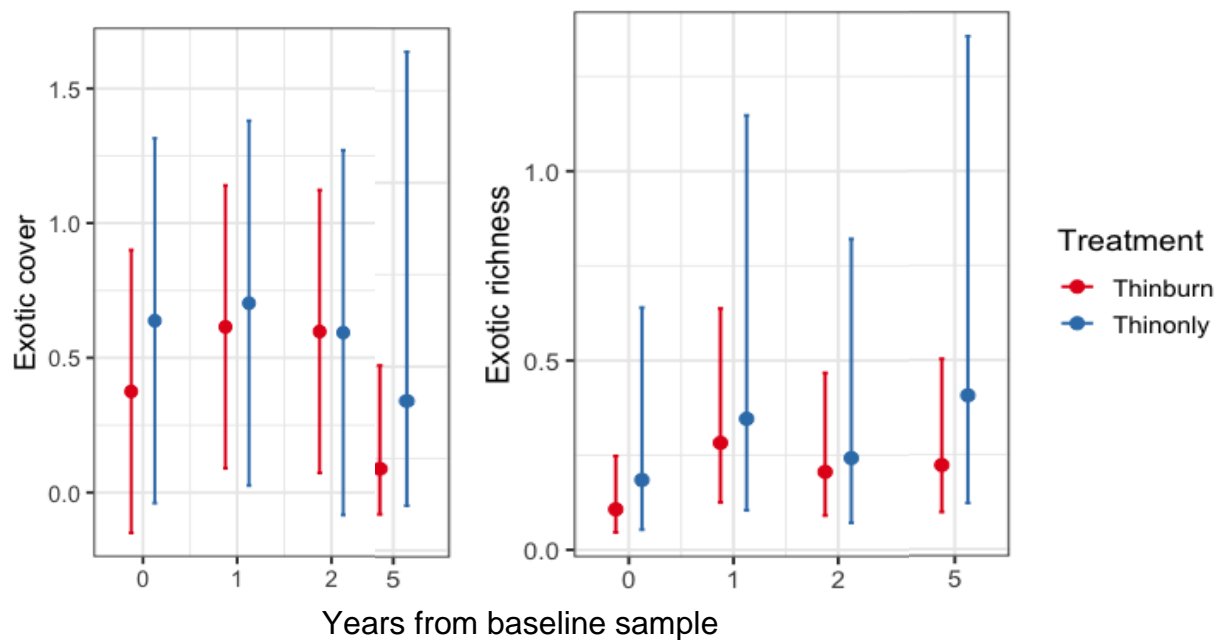 Exotic cover
1.5
1.0
0.5
0.0
0 1 2 5
Exotic richness
1.0
0.5
0.0
0 1 2 5
Years from baseline sample
Treatment
Thinburn
Thinonly